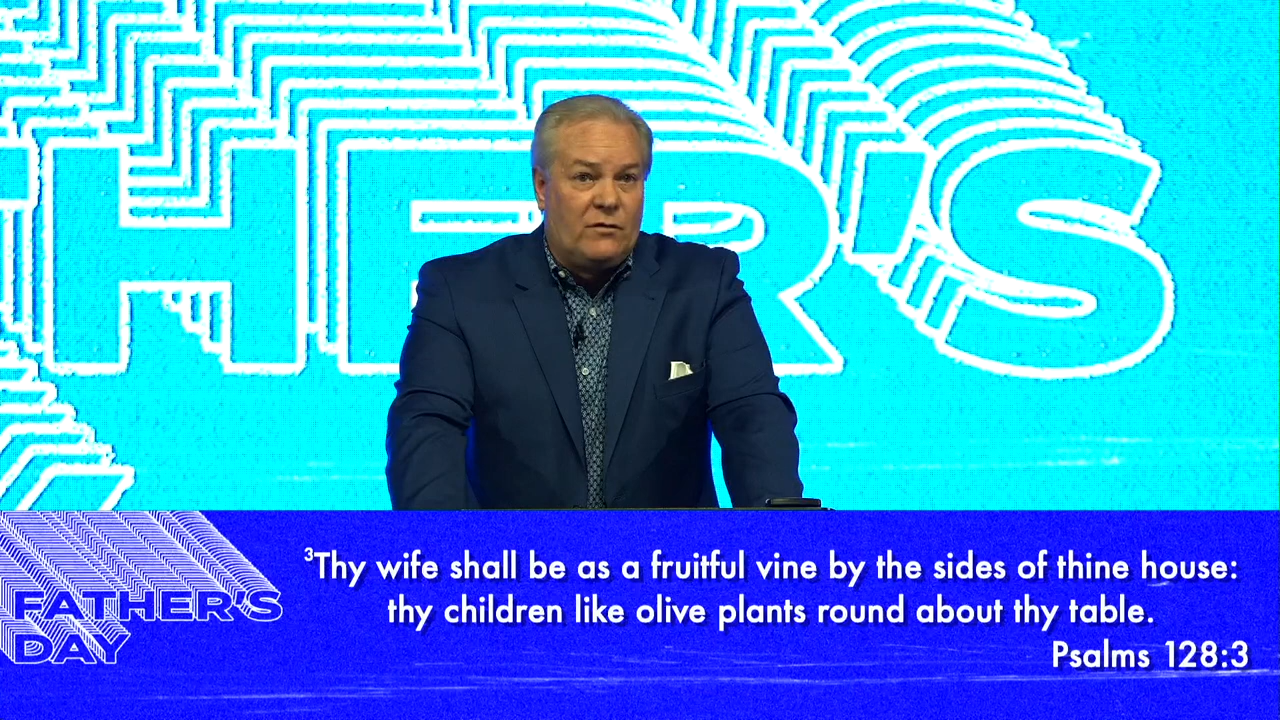 HER'S
³Thy wife shall be as a fruitful vine by the sides of thine house:
thy children like olive plants round about thy table.
Psalms 128:3
FATHER'S
DAY